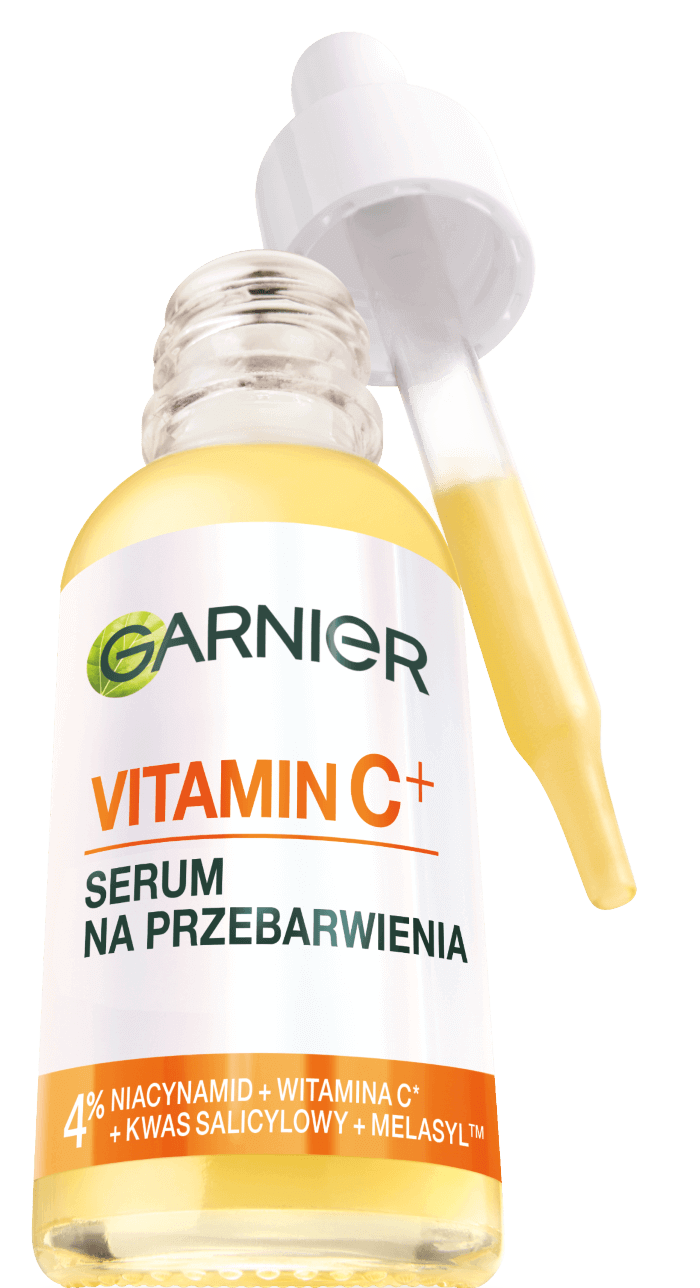 GARNIER
VITAMIN C+
SERUM
NA PRZEBARWIENIA
4% NIACYNAMID + WITAMINA C*
+ KWAS SALICYLOWY + MELASYL™